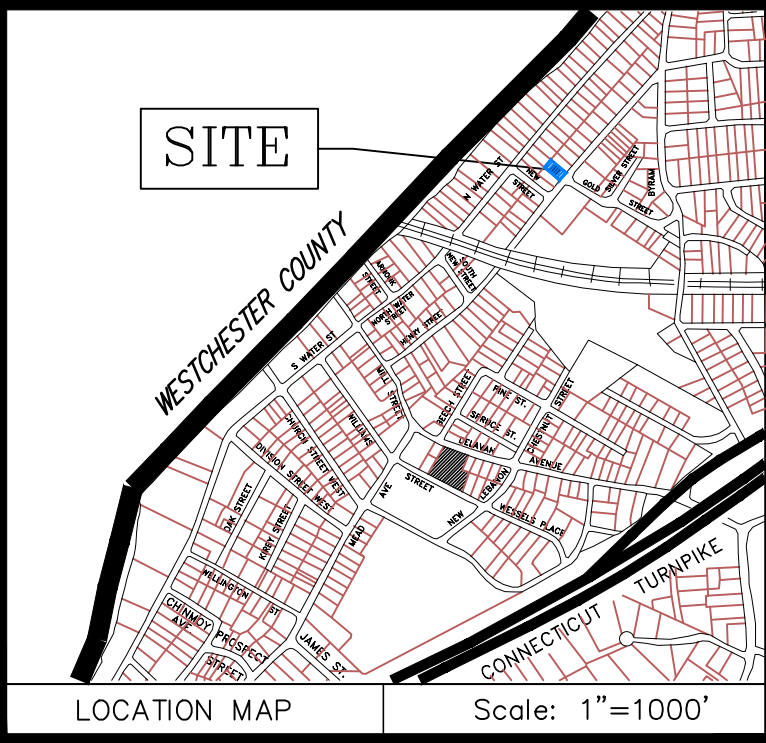 SITE
N WATER ST
NEW
STREET
GOLD
SILVER STREET
BYRAM
STREET
WESTCHESTER COUNTY
ARMOUR
STREET
SOUTH
NEW STREET
NORTH WATER
STREET
HENRY STREET
S WATER ST
MILL STREET
BEECH STREET
PINE ST.
SPRUCE ST.
CHESTNUT STREET
DELAVAN
AVENUE
WILLIAMS
CHURCH STREET WEST
DIVISION STREET WEST
STREET
AVE
MEAD
NEW
LEBANON
WESSELS PLACE
OAK STREET
KIRBY STREET
WELLINGTON ST.
CHINMOY
AVE
PROSPECT
STREET
JAMES ST.
CONNECTICUT TURNPIKE
LOCATION MAP
Scale: 1"=1000'